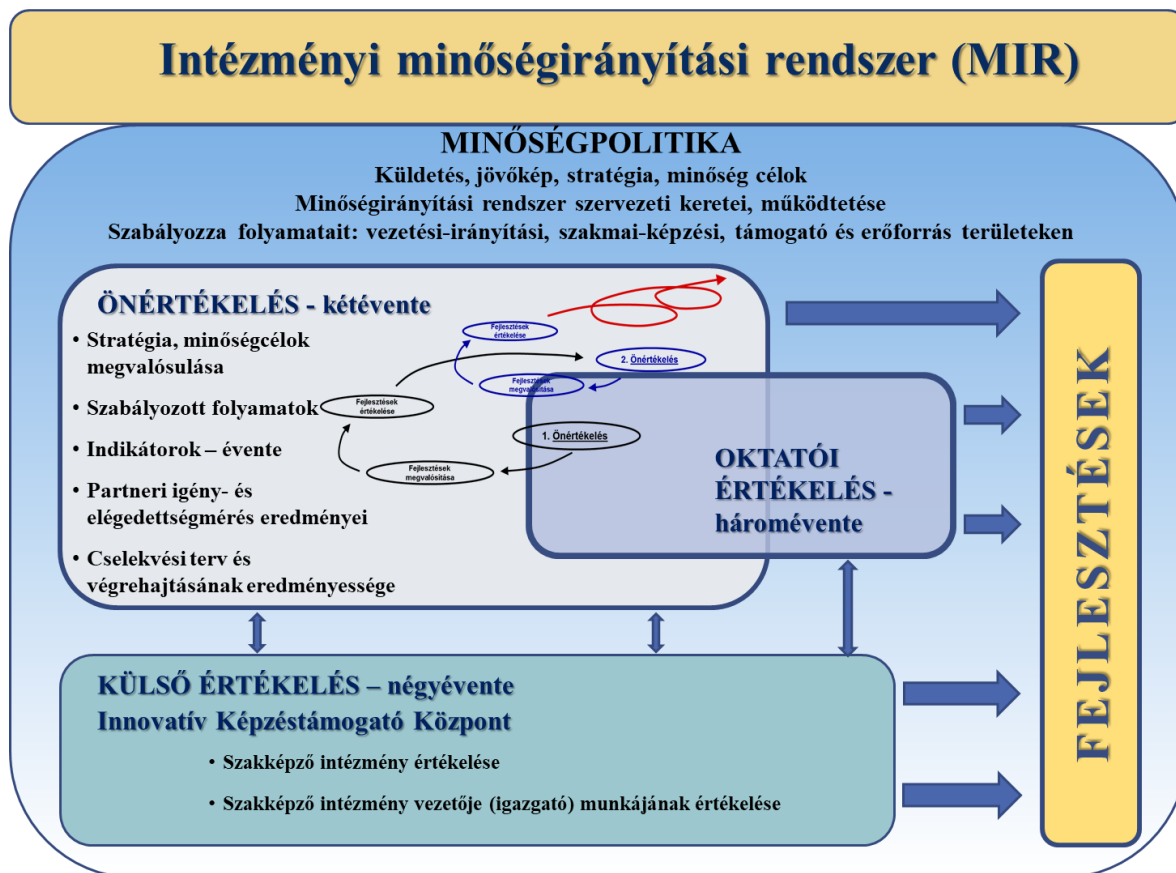 Intézményi minőségirányítási rendszer (MIR)
MINŐSÉGPOLITIKA
Küldetés, jövőkép, stratégia, minőség célok
Minőségirányítási rendszer szervezeti keretei, működtetése
Szabályozza folyamatait: vezetési-irányítási, szakmai-képzési, támogató és erőforrás területeken
ÖNÉRTÉKELÉS - kétévente
• Stratégia, minőségcélok
megvalósulása
• Szabályozott folyamatok
• Indikátorok – évente
• Partneri igény- és
elégedettségmérés eredményei
• Cselekvési terv és
végrehajtásának eredményessége
Fejlesztések
értékelése
2. Önértékelés
Fejlesztések
megvalósítása
Fejlesztések
értékelése
1. Önértékelés
Fejlesztések
megvalósítása
OKTATÓI
ÉRTÉKELÉS -
háromévente
KÜLSŐ ÉRTÉKELÉS – négyévente
Innovatív Képzéstámogató Központ
• Szakképző intézmény értékelése
• Szakképző intézmény vezetője (igazgató) munkájának értékelése
FEJLESZTÉSEK